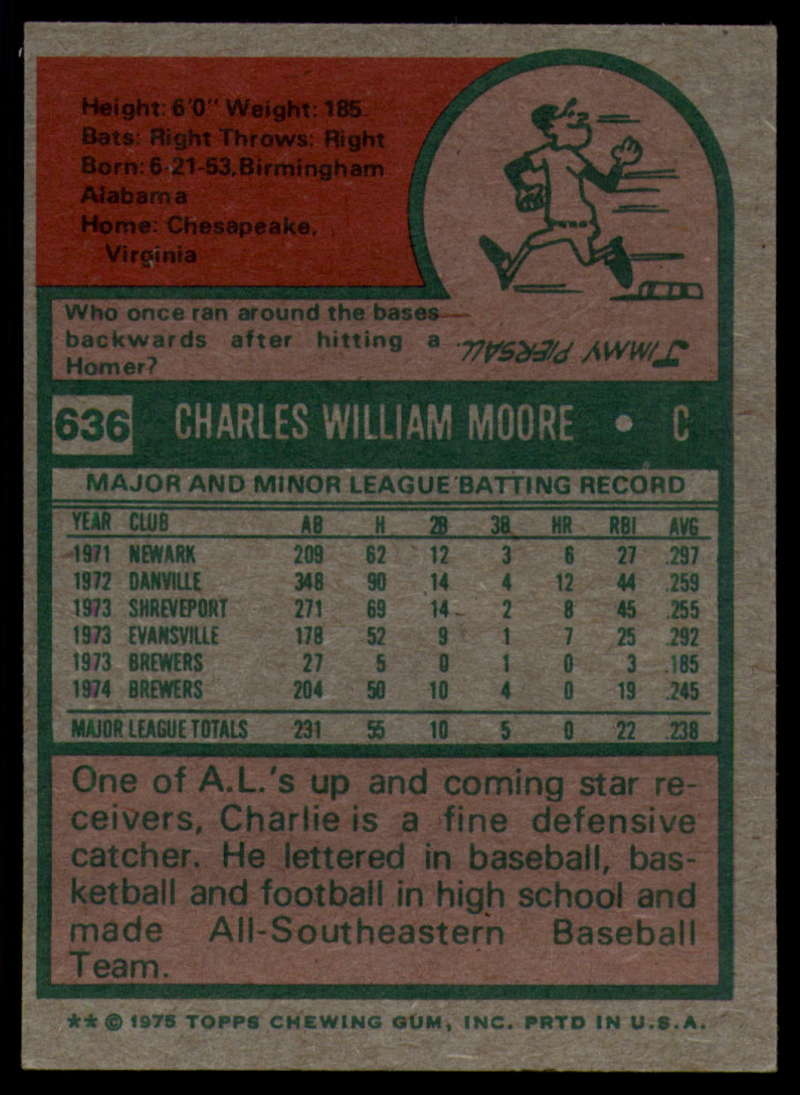 Height: 6'0" Weight: 185
Bats: Right Throws: Right
Born: 6-21-53, Birmingham
Alabama
Home: Chesapeake,
Virginia
Who once ran around the bases
backwards after hitting a
Homer?
JIMMY PIERSALL.
636 CHARLES WILLIAM MOORE • C
MAJOR AND MINOR LEAGUE BATTING RECORD
YEAR CLUB AB H 2B 3B HR RBI AVG
1971 NEWARK 209 62 12 3 6 27 .297
1972 DANVILLE 348 90 14 4 12 44 .259
1973 SHREVEPORT 271 69 14 2 8 45 .255
1973 EVANSVILLE 178 52 9 1 7 25 .292
1973 BREWERS 27 5 0 1 0 3 .185
1974 BREWERS 204 50 10 4 0 19 .245
MAJOR LEAGUE TOTALS 231 55 10 5 0 22 .238
One of A.L.'s up and coming star re-
ceivers, Charlie is a fine defensive
catcher. He lettered in baseball, bas-
ketball and football in high school and
made All-Southeastern Baseball
Team.
** © 1975 TOPPS CHEWING GUM, INC. PRTD IN U.S.A.